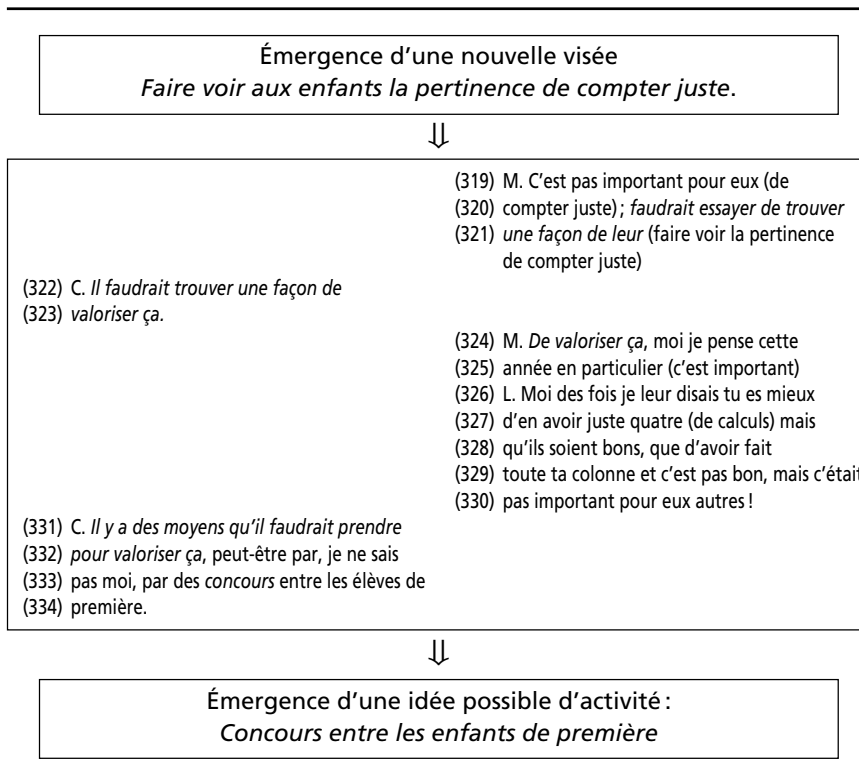 Émergence d’une nouvelle visée
Faire voir aux enfants la pertinence de compter juste.
⇓
(319) M. C’est pas important pour eux (de
(320) compter juste) ; faudrait essayer de trouver
(321) une façon de leur (faire voir la pertinence
de compter juste)
(322) C. Il faudrait trouver une façon de
(323) valoriser ça.
(324) M. De valoriser ça, moi je pense cette
(325) année en particulier (c’est important)
(326) L. Moi des fois je leur disais tu es mieux
(327) d’en avoir juste quatre (de calculs) mais
(328) qu’ils soient bons, que d’avoir fait
(329) toute ta colonne et c’est pas bon, mais c’était
(330) pas important pour eux autres !
(331) C. Il y a des moyens qu’il faudrait prendre
(332) pour valoriser ça, peut-être par, je ne sais
(333) pas moi, par des concours entre les élèves de
(334) première.
⇓
Émergence d’une idée possible d’activité :
Concours entre les enfants de première